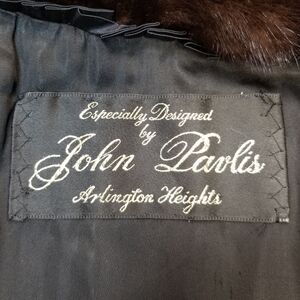 Especially Designed
by
John Pavlis
Arlington Heights